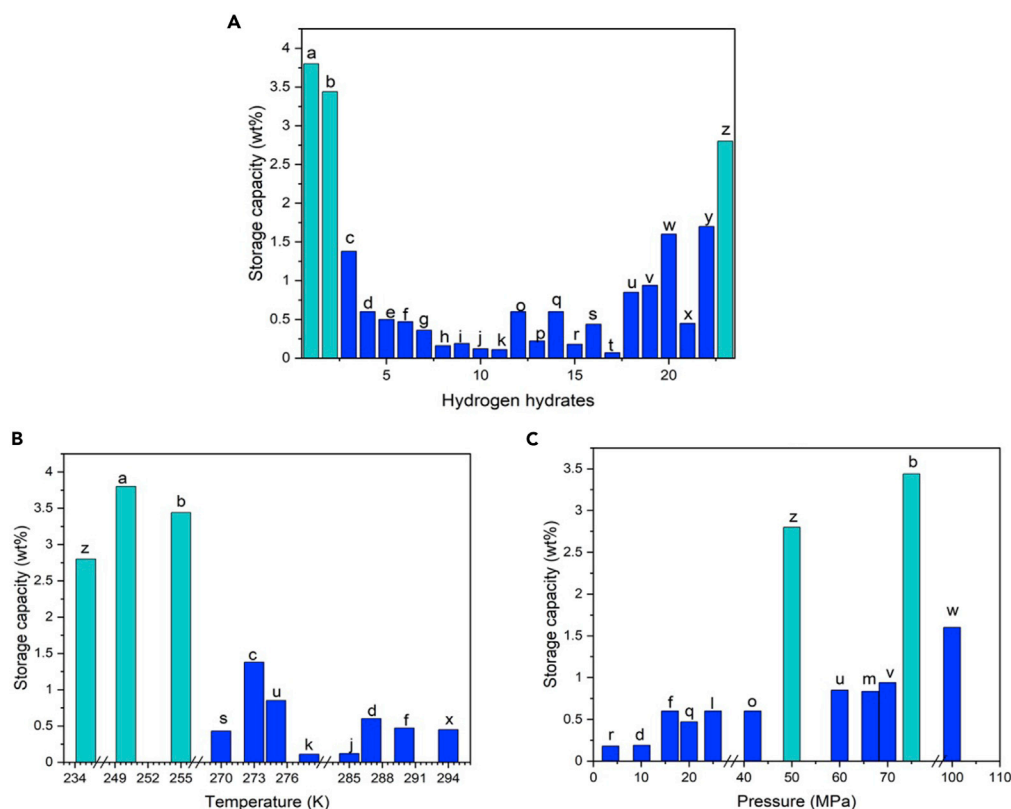 A
Storage capacity (wt%)
4
3.5
3
2.5
2
1.5
1
0.5
0
a
b
c
d
e
f
g
h
i
j
k
o
p
q
r
s
t
u
v
w
x
y
z
5
10
15
20
Hydrogen hydrates
B
Storage capacity (wt%)
4
3.5
3
2.5
2
1.5
1
0.5
0
z
a
b
s
c
u
k
j
d
f
x
234
249
252
255
270
273
276
285
288
291
294
Temperature (K)
C
Storage capacity (wt%)
3.5
3
2.5
2
1.5
1
0.5
0
r
d
f
q
l
o
z
u
m
v
b
w
0
10
20
40
50
60
70
100
110
Pressure (MPa)